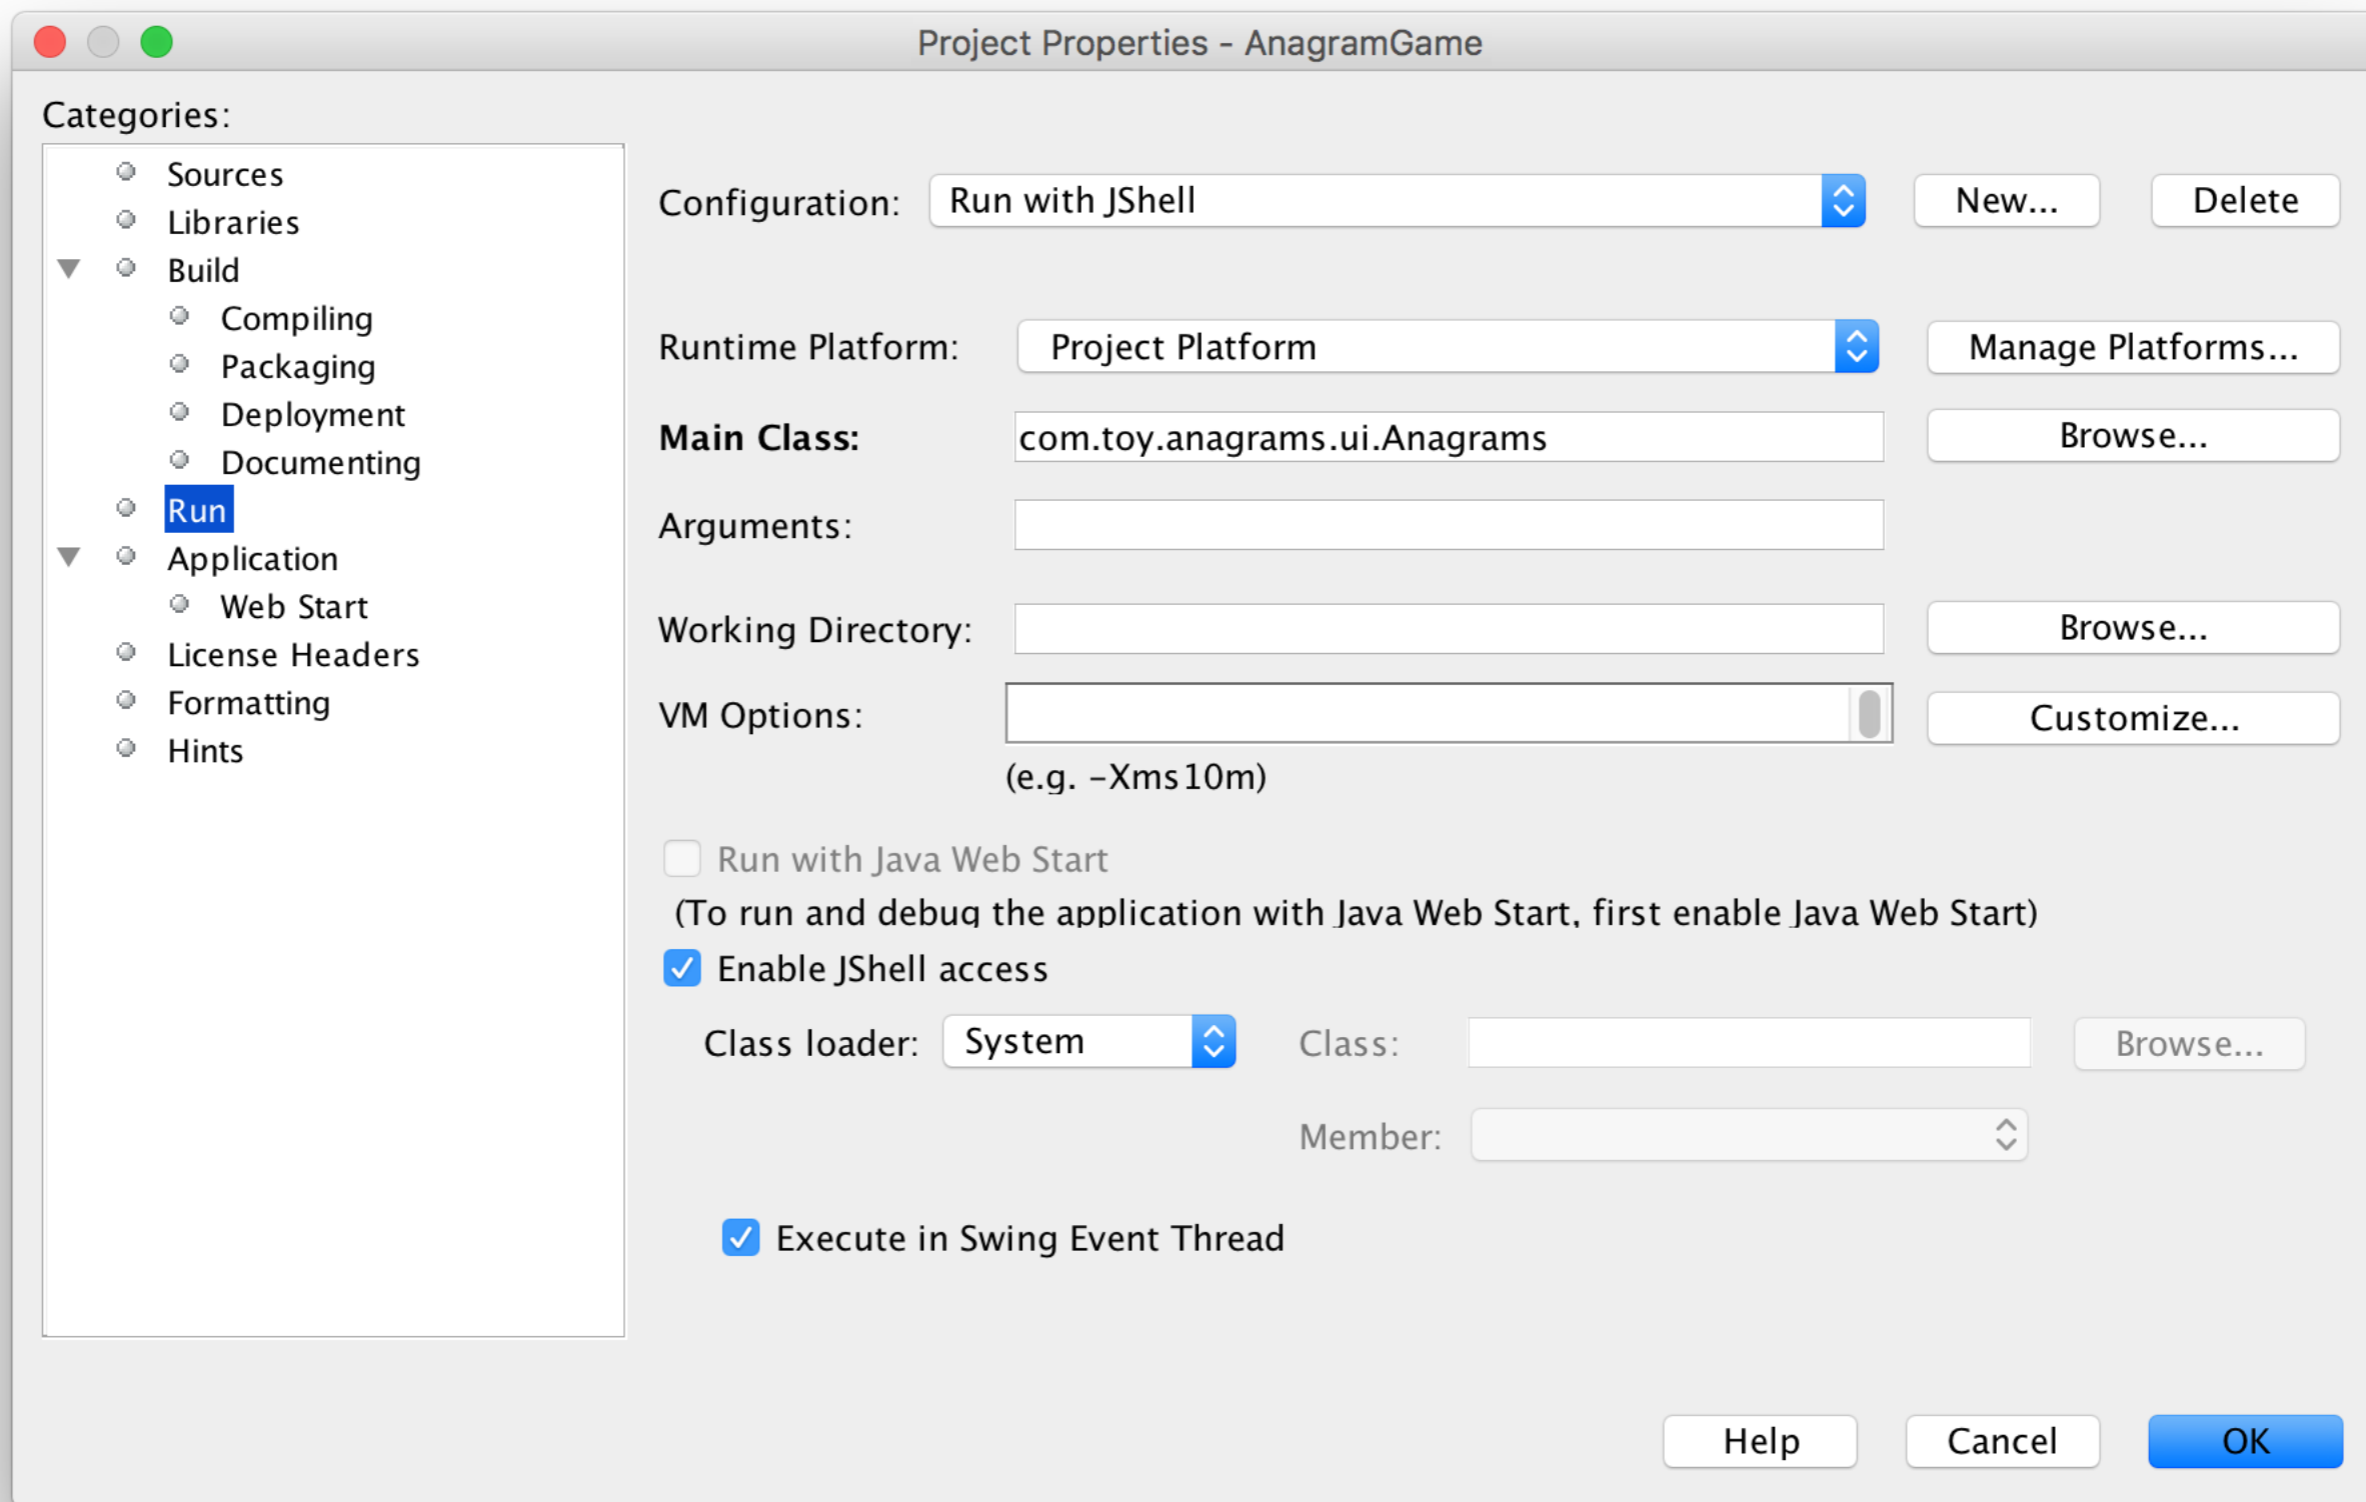 Project Properties - AnagramGame
Categories:
Sources
Libraries
Build
Compiling
Packaging
Deployment
Documenting
Run
Application
Web Start
License Headers
Formatting
Hints
Configuration: Run with JShell New... Delete
Runtime Platform: Project Platform Manage Platforms...
Main Class: com.toy.anagrams.ui.Anagrams Browse...
Arguments:
Working Directory: Browse...
VM Options: Customize...
(e.g. -Xms10m)
Run with Java Web Start
(To run and debug the application with Java Web Start, first enable Java Web Start)
Enable JShell access
Class loader: System Class: Browse...
Member:
Execute in Swing Event Thread
Help Cancel OK